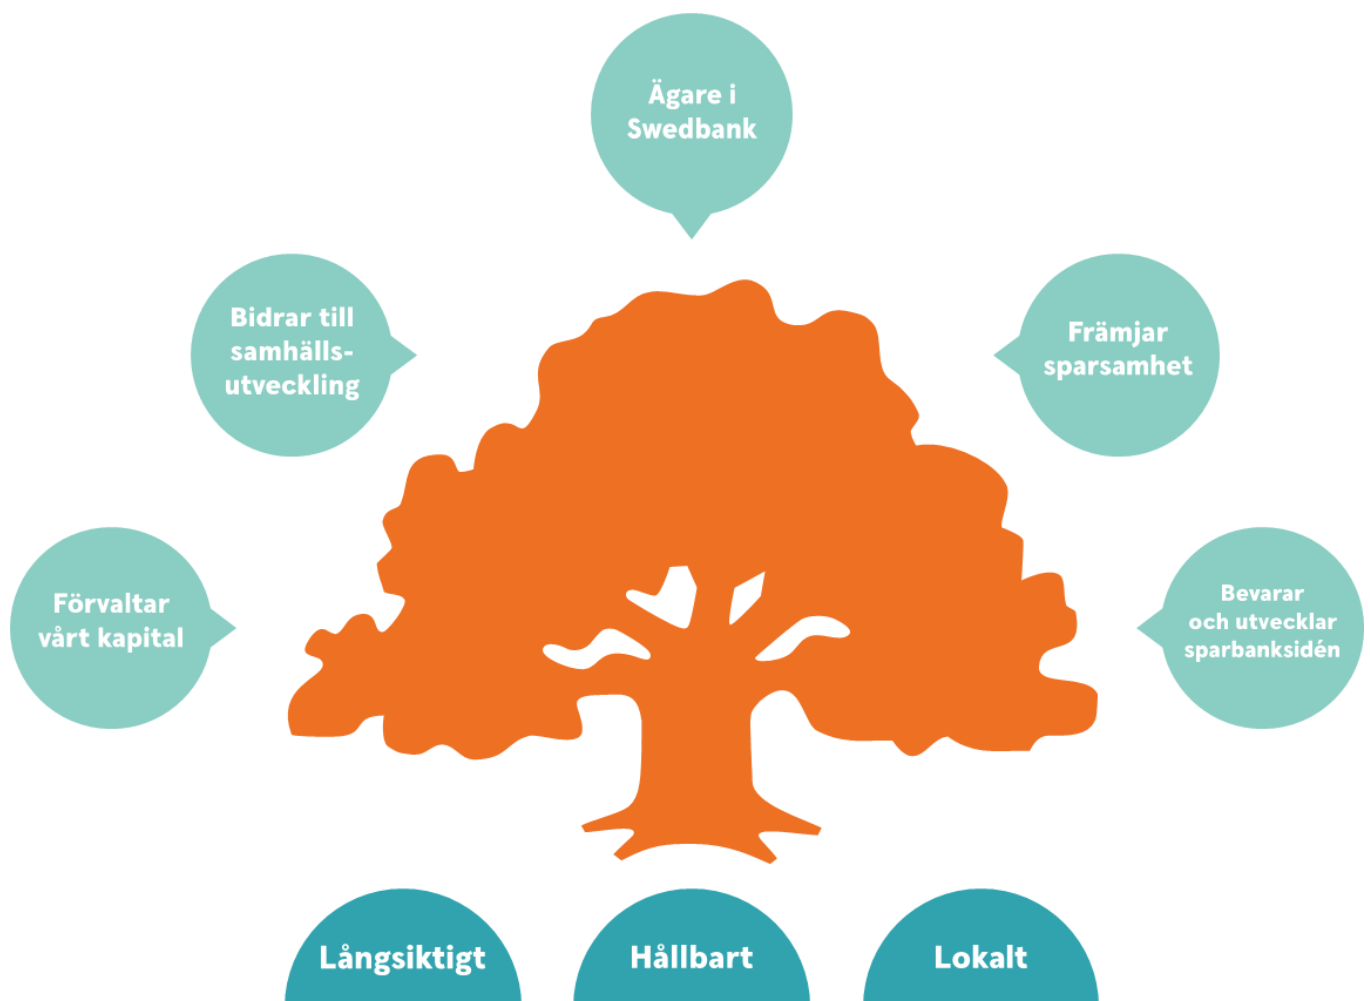 Ägare i
Swedbank
Bidrar till
samhälls-
utveckling
Främjar
sparsamhet
Förvaltar
vårt kapital
Bevarar
och utvecklar
sparbanksidén
Långsiktigt
Hållbart
Lokalt